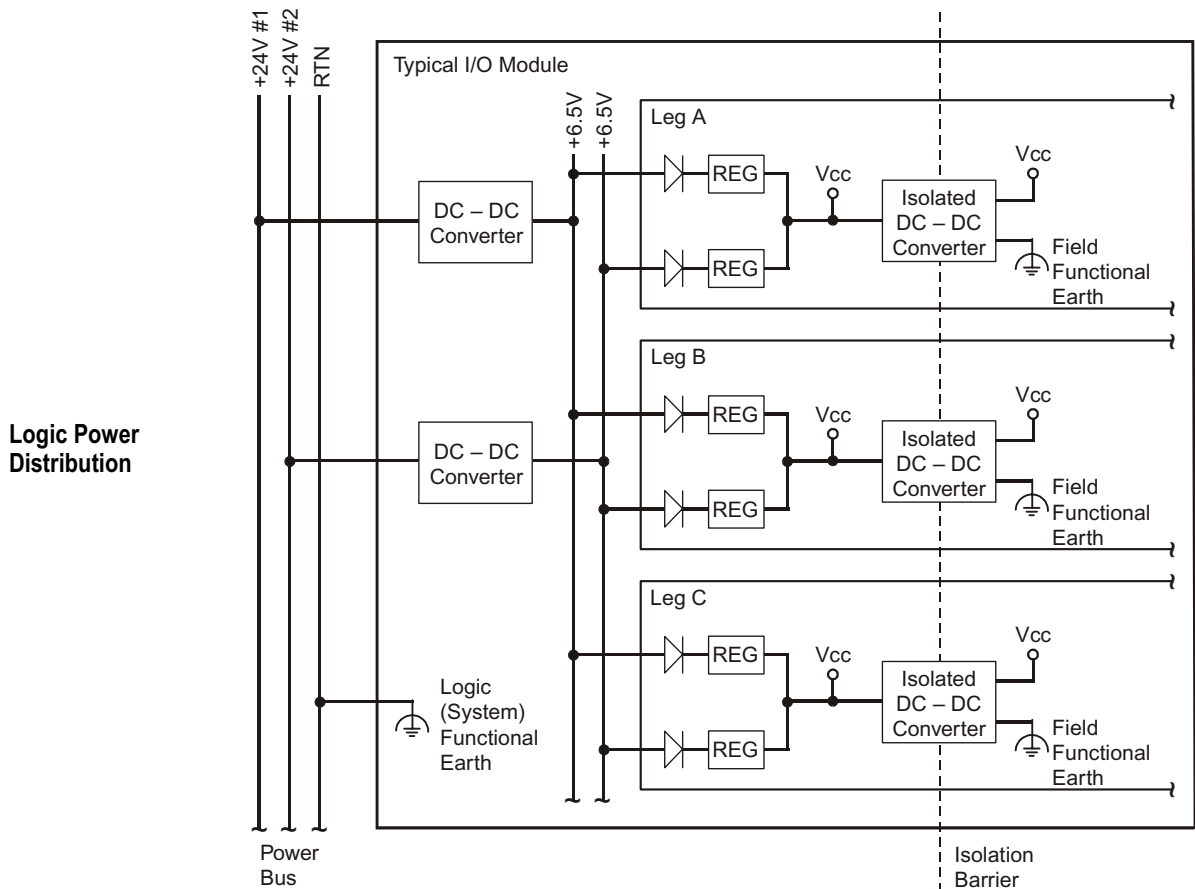 +24V #1
+24V #2
RTN
Typical I/O Module
+6.5V
+6.5V
Leg A
REG
REG
Vcc
Isolated
DC – DC
Converter
Vcc
Field
Functional
Earth
DC – DC
Converter
Leg B
REG
REG
Vcc
Isolated
DC – DC
Converter
Vcc
Field
Functional
Earth
Logic Power
Distribution
DC – DC
Converter
Leg C
REG
REG
Vcc
Isolated
DC – DC
Converter
Vcc
Field
Functional
Earth
Logic
(System)
Functional
Earth
Power
Bus
Isolation
Barrier